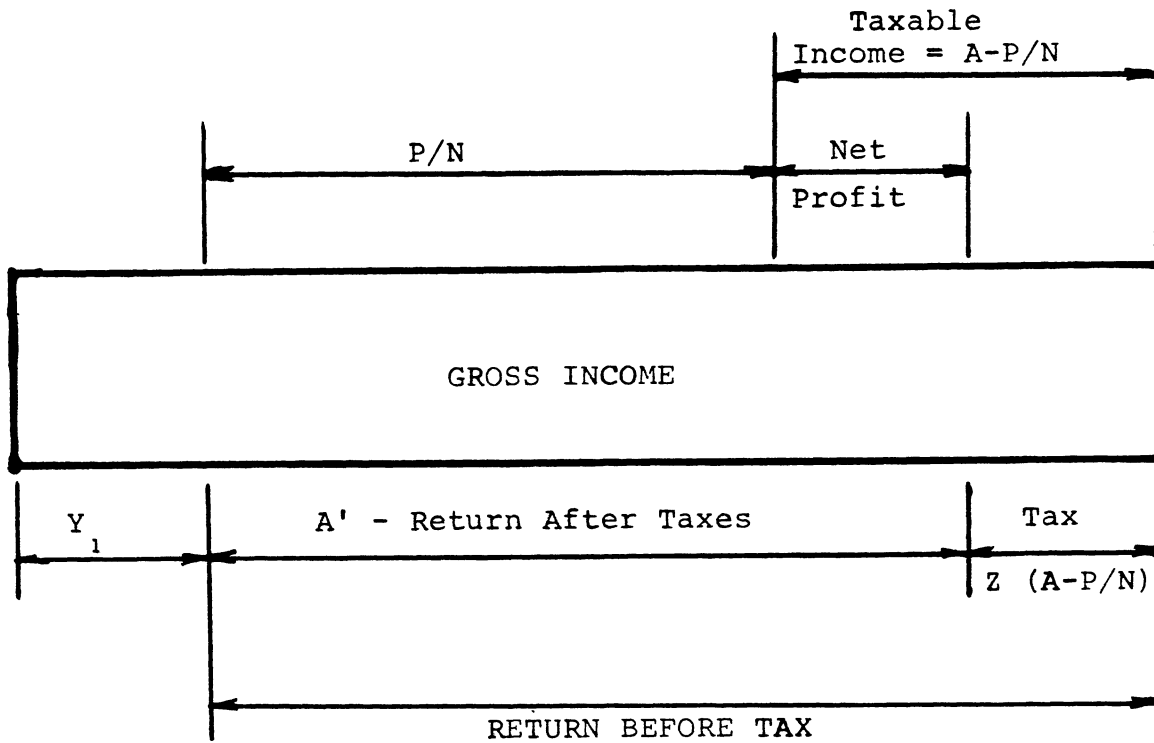 Taxable
Income = A-P/N
P/N
Net
Profit
GROSS INCOME
Y1
A' - Return After Taxes
Tax
Z (A-P/N)
RETURN BEFORE TAX